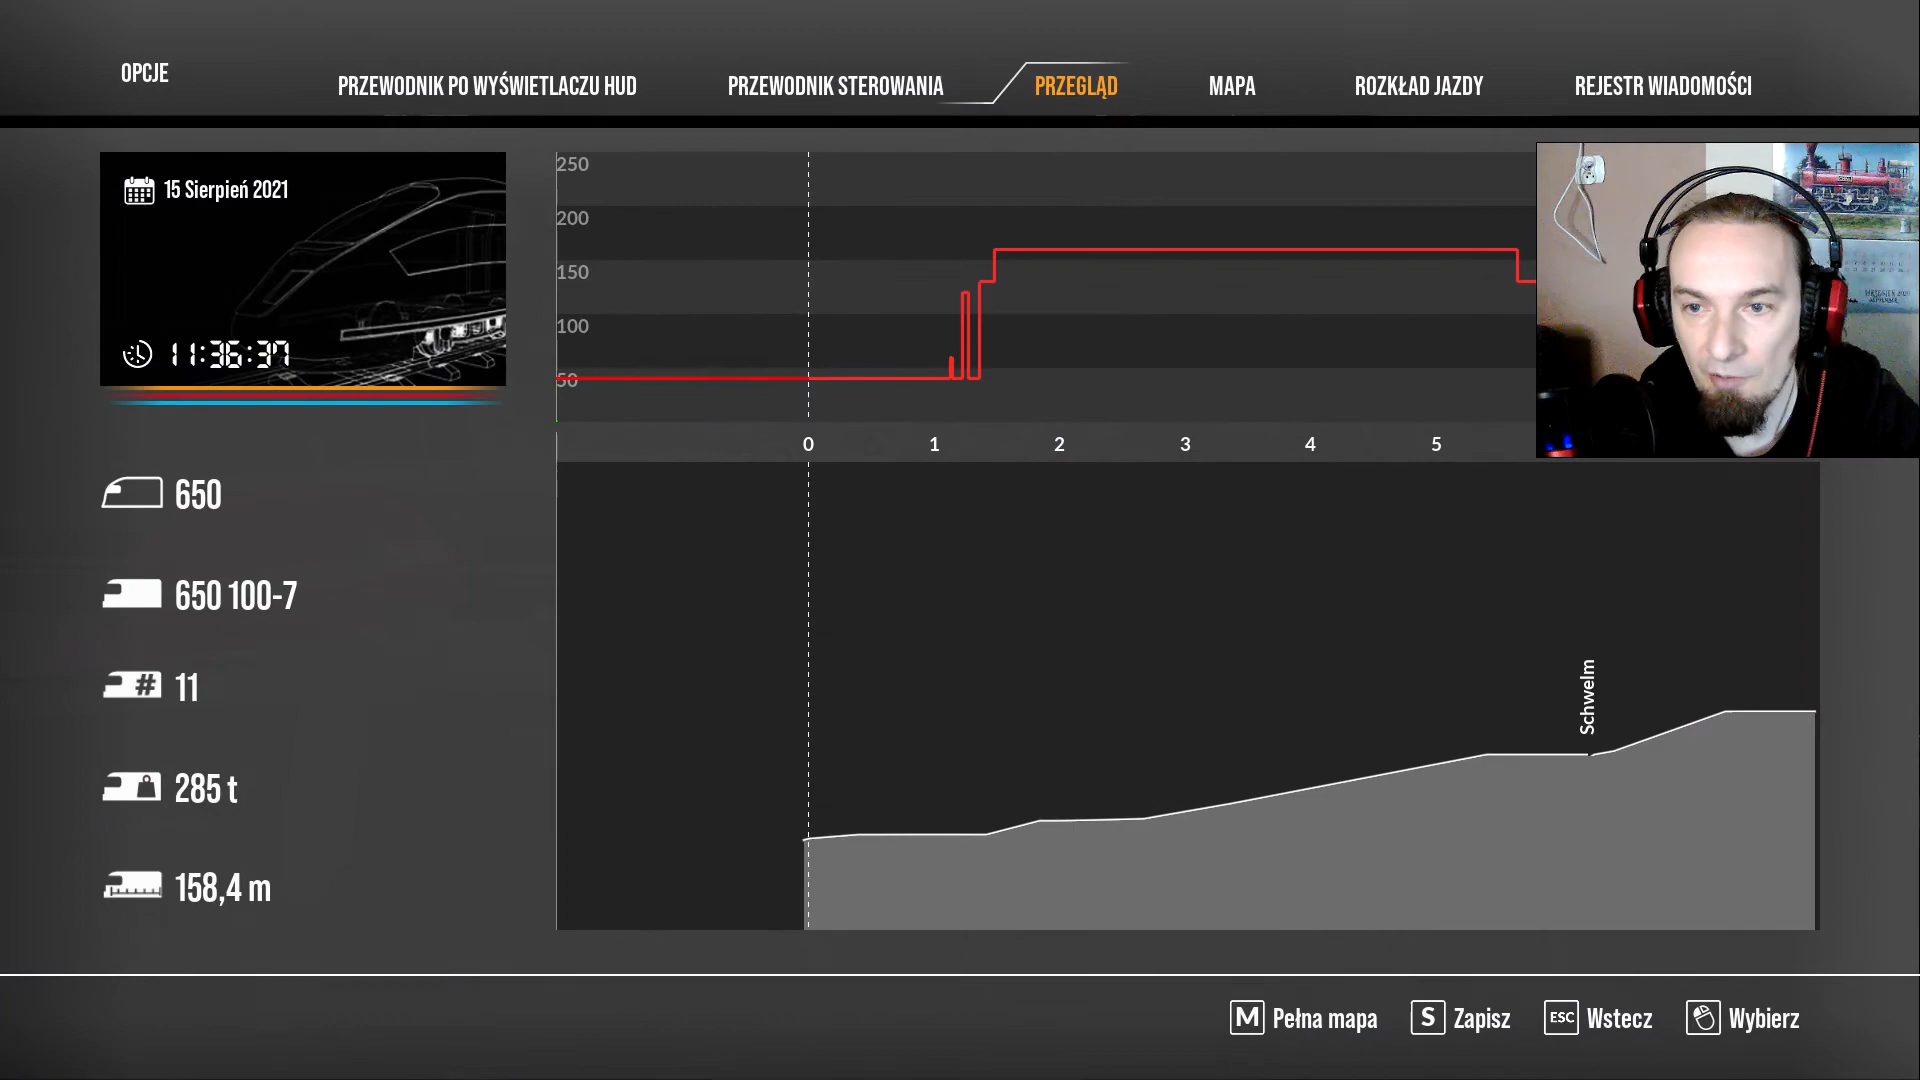 OPCJE
PRZEWODNIK PO WYŚWIETLACZU HUD
PRZEWODNIK STEROWANIA
PRZEGLĄD
MAPA
ROZKŁAD JAZDY
REJESTR WIADOMOŚCI
15 Sierpień 2021
11:36:37
250
200
150
100
50
0 1 2 3 4 5
650
650 100-7
# 11
285 t
158,4 m
Schwelm
M Pełna mapa
S Zapisz
ESC Wstecz
Wybierz